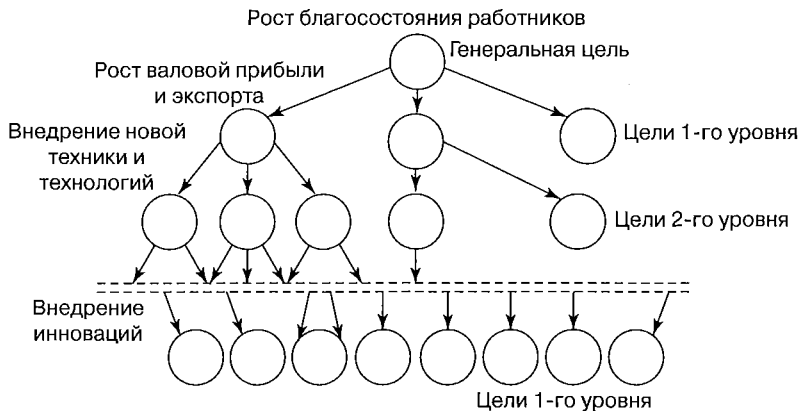 Рост благосостояния работников
Генеральная цель
Рост валовой прибыли
и экспорта
Внедрение новой
техники и
технологий
Цели 1-го уровня
Цели 2-го уровня
Внедрение
инноваций
Цели 1-го уровня